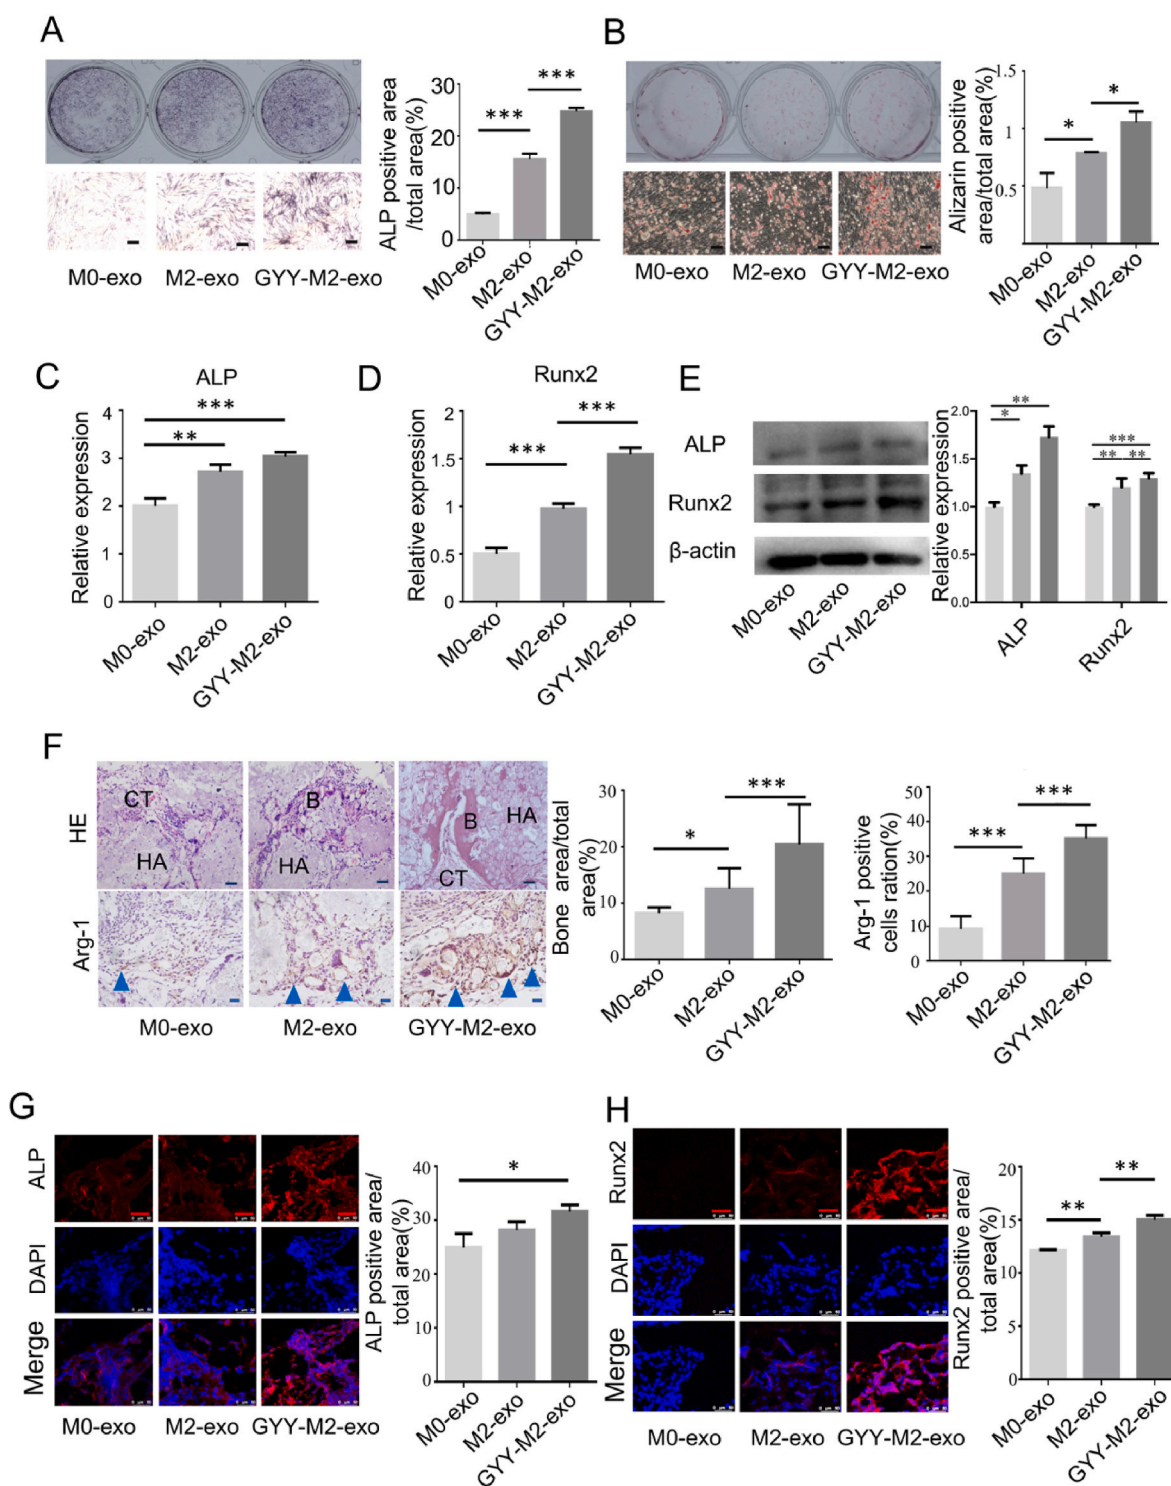 A
ALP positive area
/total area(%)
30
20
10
0
***
***
M0-exo
M2-exo
GYY-M2-exo
M0-exo
M2-exo
GYY-M2-exo
B
Alizarin positive
area/total area(%)
1.5
1
0.5
0
*
*
M0-exo
M2-exo
GYY-M2-exo
M0-exo
M2-exo
GYY-M2-exo
C
ALP
Relative expression
4
3
2
1
0
***
**
M0-exo
M2-exo
GYY-M2-exo
D
Runx2
Relative expression
2
1.5
1
0.5
0
***
***
M0-exo
M2-exo
GYY-M2-exo
E
ALP
Runx2
β-actin
M0-exo
M2-exo
GYY-M2-exo
Relative expression
2.0
1.5
1.0
0.5
0.0
**
*
***
** **
ALP
Runx2
F
HE
CT
HA
B
HA
B
HA
CT
Arg-1
M0-exo
M2-exo
GYY-M2-exo
Bone area/total
area(%)
30
20
10
0
*
***
M0-exo
M2-exo
GYY-M2-exo
Arg-1 positive
cells ration(%)
50
40
30
20
10
0
***
***
M0-exo
M2-exo
GYY-M2-exo
G
ALP
DAPI
Merge
M0-exo
M2-exo
GYY-M2-exo
ALP positive area/
total area(%)
40
30
20
10
0
*
M0-exo
M2-exo
GYY-M2-exo
H
Runx2
DAPI
Merge
M0-exo
M2-exo
GYY-M2-exo
Runx2 positive area/
total area(%)
20
15
10
5
0
**
**
M0-exo
M2-exo
GYY-M2-exo